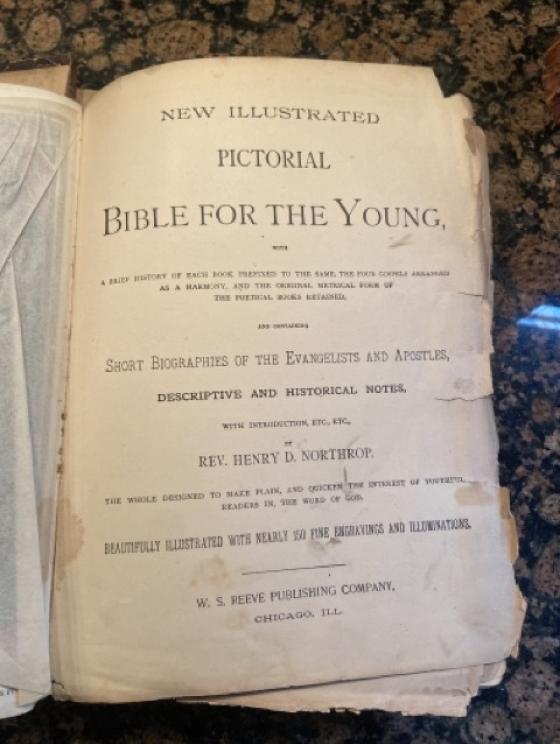 NEW ILLUSTRATED
PICTORIAL
BIBLE FOR THE YOUNG,
WITH
A BRIEF HISTORY OF EACH BOOK PREFIXED TO THE SAME, THE FOUR GOSPELS ARRANGED
AS A HARMONY, AND THE ORIGINAL METRICAL FORM OF
THE POETICAL BOOKS RETAINED,
AND CONTAINING
SHORT BIOGRAPHIES OF THE EVANGELISTS AND APOSTLES,
DESCRIPTIVE AND HISTORICAL NOTES,
WITH INTRODUCTION, ETC., ETC.,
BY
REV. HENRY D. NORTHROP.
THE WHOLE DESIGNED TO MAKE PLAIN, AND QUICKEN THE INTEREST OF YOUTHFUL
READERS IN, THE WORD OF GOD.
BEAUTIFULLY ILLUSTRATED WITH NEARLY 150 FINE ENGRAVINGS AND ILLUMINATIONS.
W. S. REEVE PUBLISHING COMPANY,
CHICAGO, ILL.